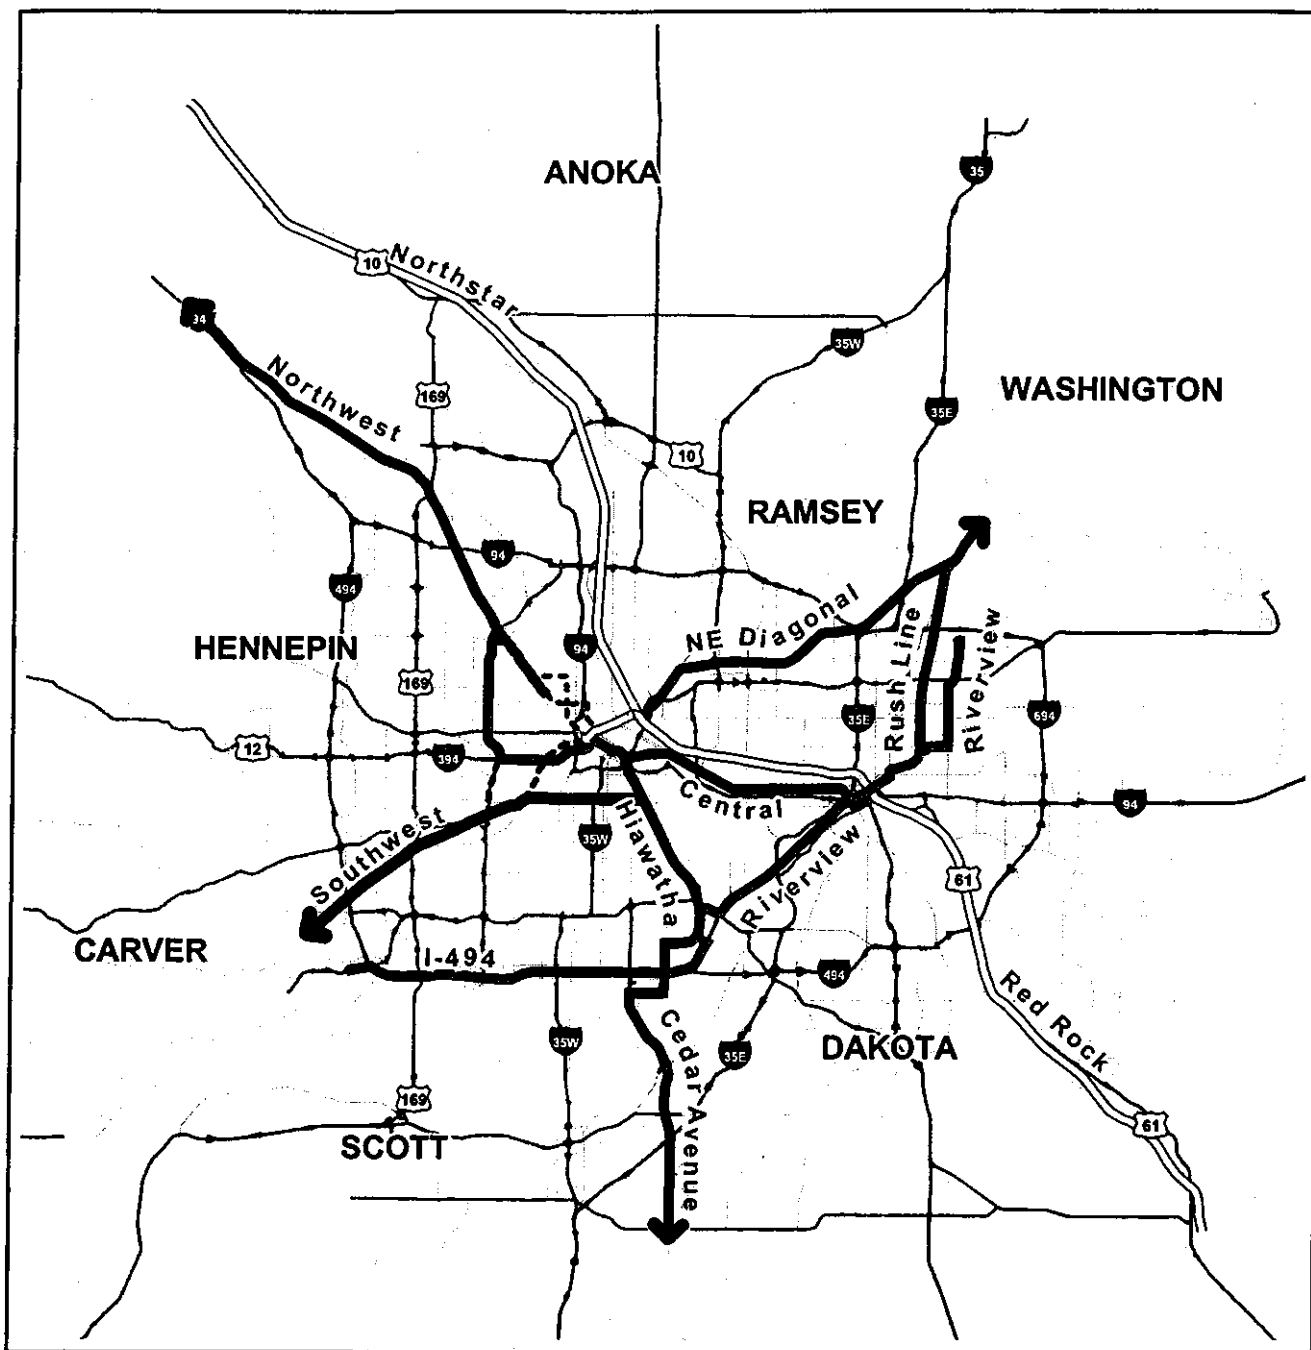 ANOKA
35
10
Northstar
94
35W
Northwest
169
WASHINGTON
35E
10
RAMSEY
94
494
HENNEPIN
94
NE Diagonal
Rush Line
Riverview
169
35E
694
12
394
Central
94
Southwest
Hiawatha
35W
Riverview
61
CARVER
I-494
494
Red Rock
Cedar Avenue
35W
35E
DAKOTA
169
61
SCOTT